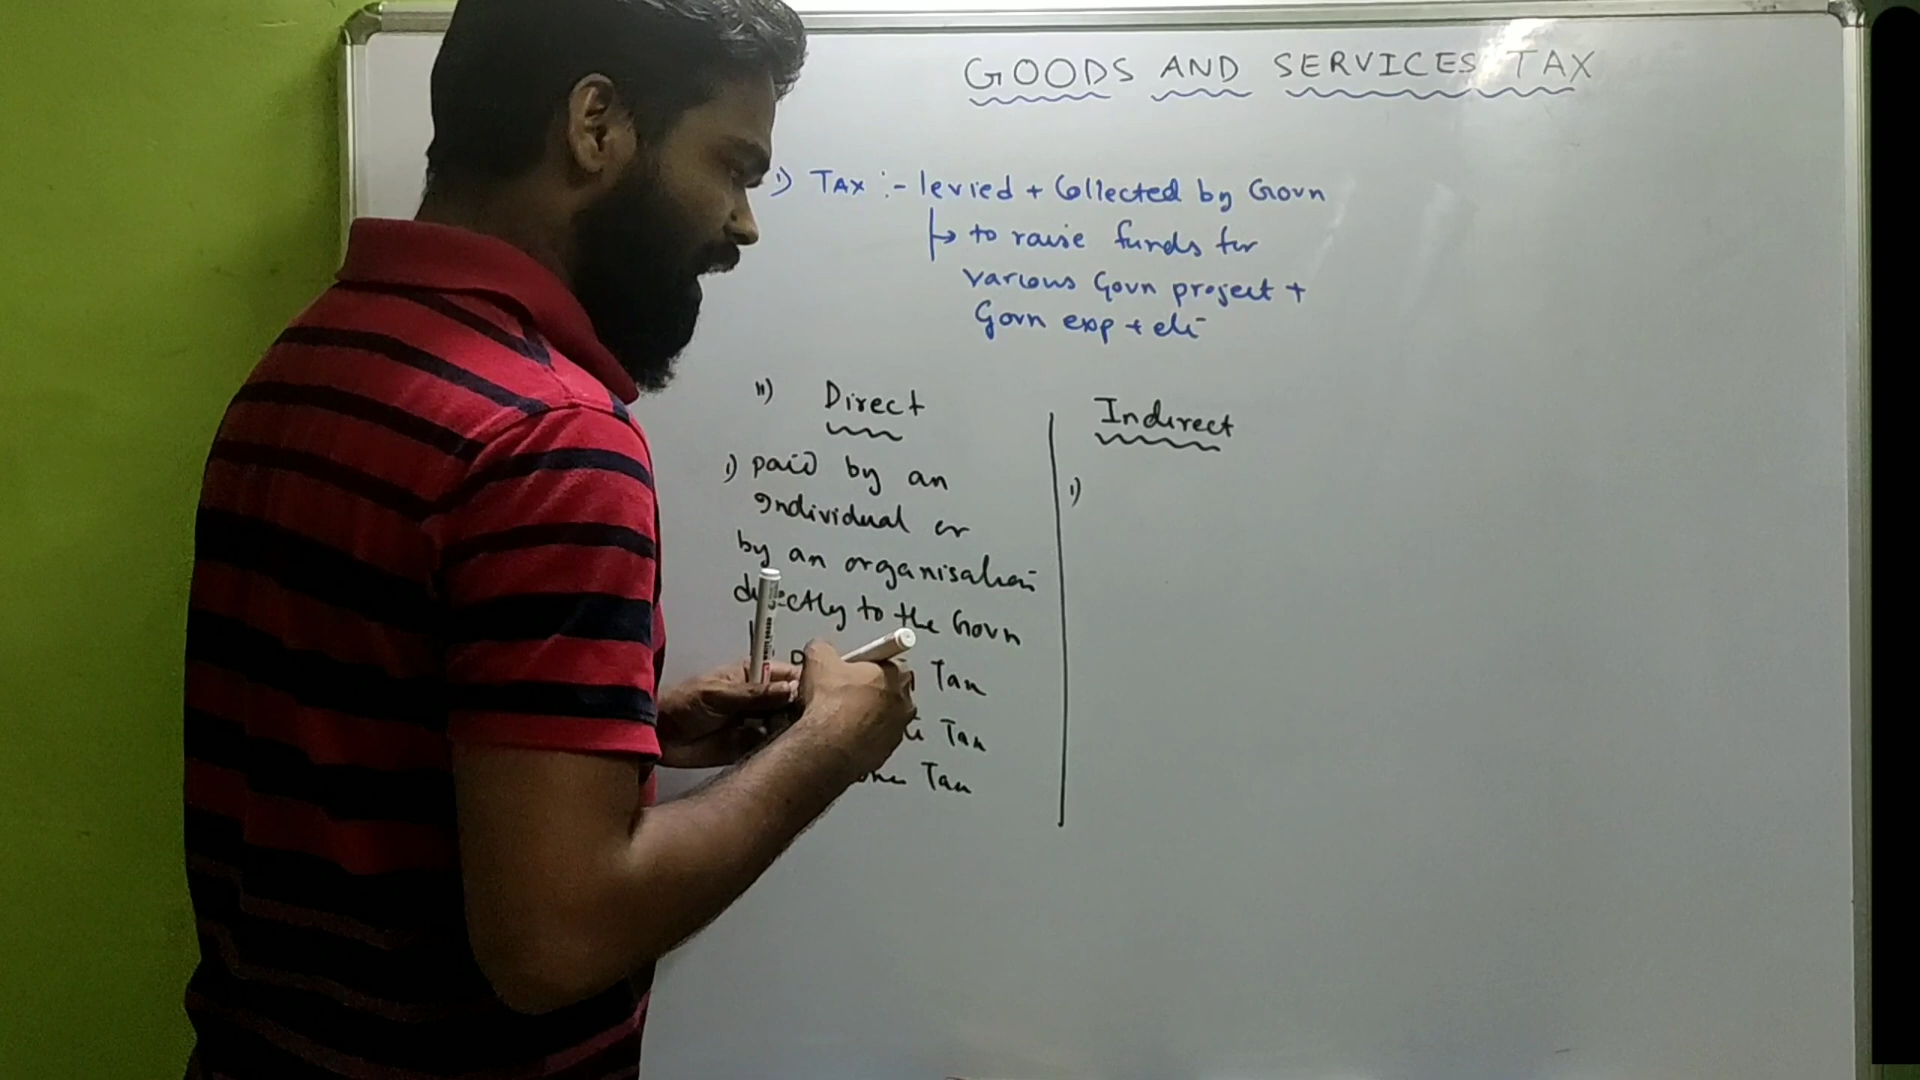 GOODS AND SERVICES TAX
i) TAX :- levied + Collected by Govn
↳ to raise funds for
various Govn project +
Govn exp + etc
ii) Direct
Indirect
i) paid by an
Individual or
by an organisation
directly to the Govn
Tax
Tax
Tax
i)